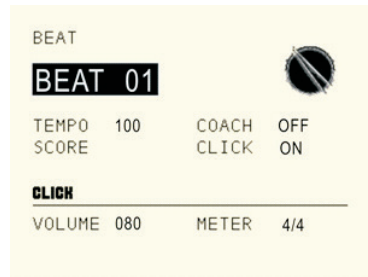 BEAT
BEAT 01
TEMPO 100 COACH OFF
SCORE CLICK ON
CLICK
VOLUME 080 METER 4/4